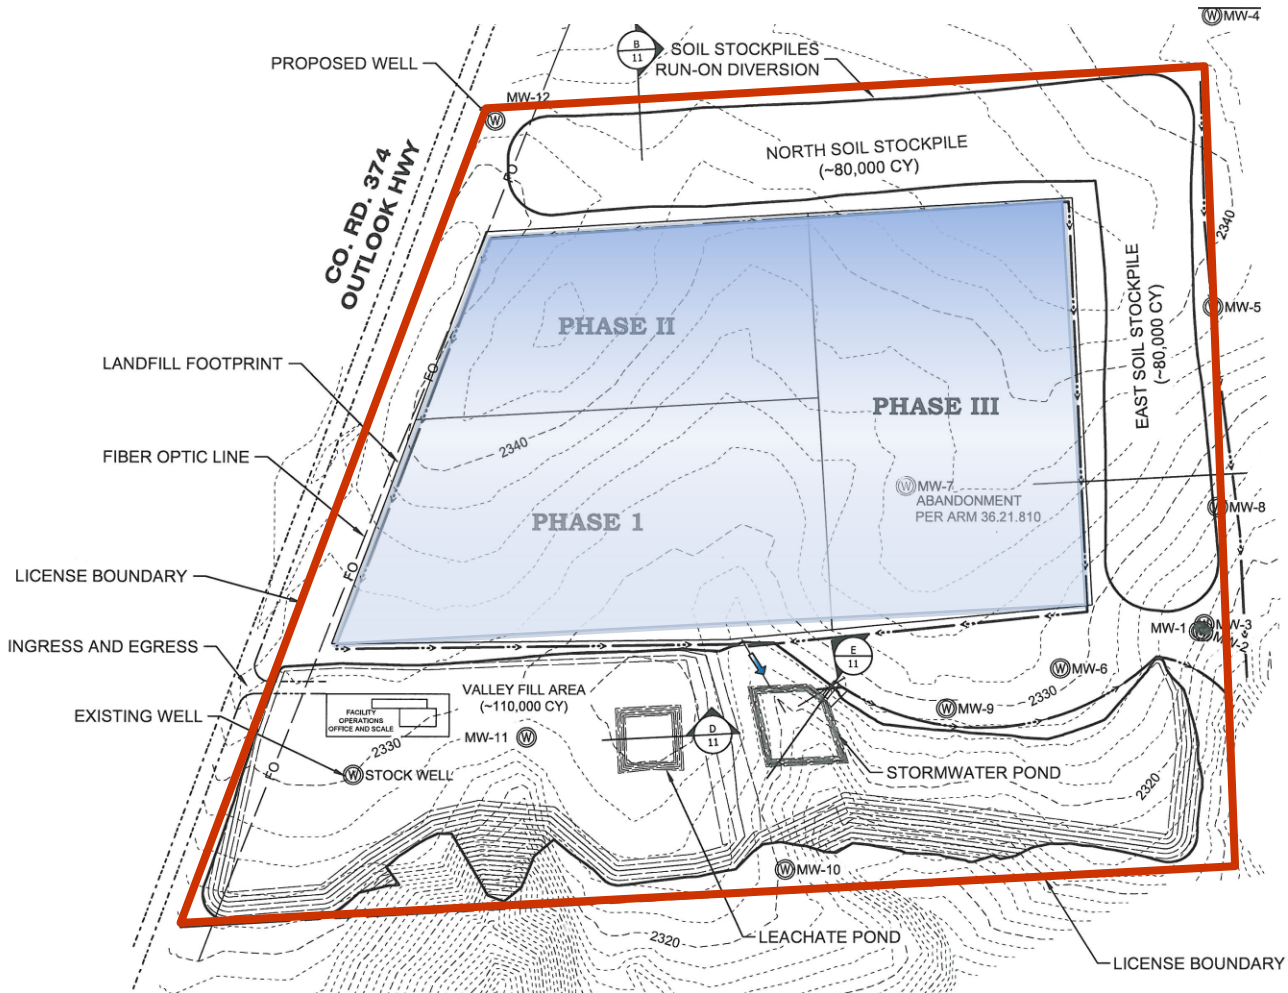 MW-4
B
11
SOIL STOCKPILES
RUN-ON DIVERSION
PROPOSED WELL
MW-12
W
W
CO. RD. 374
OUTLOOK HWY
FO
NORTH SOIL STOCKPILE
(~80,000 CY)
2340
EAST SOIL STOCKPILE
(~80,000 CY)
W
MW-5
PHASE II
LANDFILL FOOTPRINT
FO
PHASE III
2340
FIBER OPTIC LINE
W
MW-7
ABANDONMENT
PER ARM 36.21.810
PHASE 1
W
MW-8
FO
LICENSE BOUNDARY
MW-1
MW-3
MW-2
INGRESS AND EGRESS
E
11
W
MW-6
2330
VALLEY FILL AREA
(~110,000 CY)
FACILITY
OPERATIONS
OFFICE AND SCALE
EXISTING WELL
2330
MW-11
W
D
11
W
MW-9
FO
W
STOCK WELL
STORMWATER POND
2320
W
MW-10
2320
LEACHATE POND
LICENSE BOUNDARY